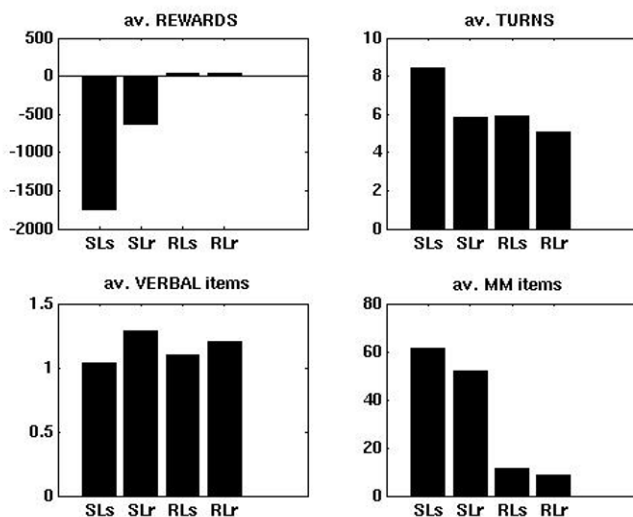 av. REWARDS
500
0
-500
-1000
-1500
-2000
SLs SLr RLs RLr
av. TURNS
10
8
6
4
2
0
SLs SLr RLs RLr
av. VERBAL items
1.5
1
0.5
0
SLs SLr RLs RLr
av. MM items
80
60
40
20
0
SLs SLr RLs RLr